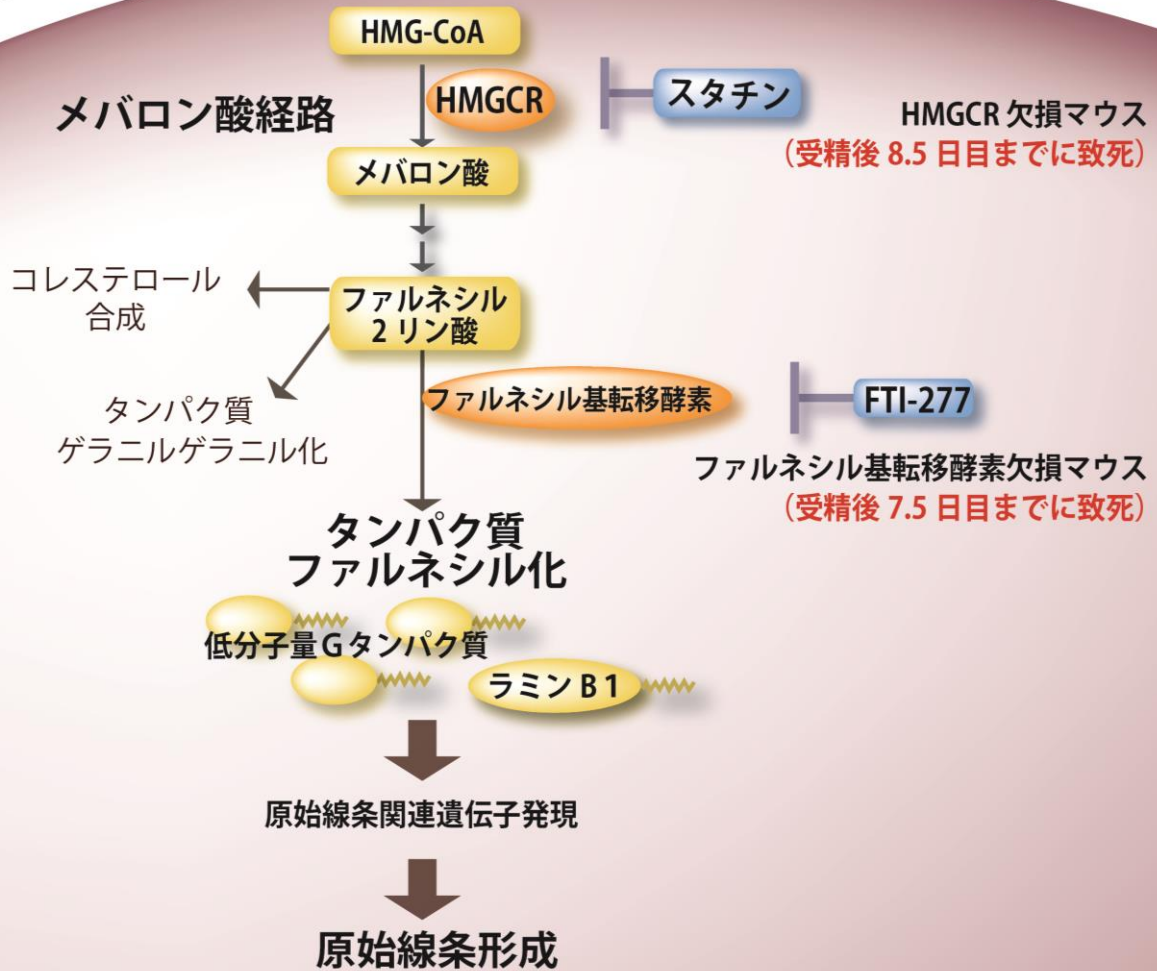 HMG-CoA
HMGCR
スタチン
メバロン酸経路
HMGCR 欠損マウス
（受精後 8.5 日目までに致死）
メバロン酸
コレステロール
合成
ファルネシル
2 リン酸
タンパク質
ゲラニルゲラニル化
ファルネシル基転移酵素
FTI-277
ファルネシル基転移酵素欠損マウス
（受精後 7.5 日目までに致死）
タンパク質
ファルネシル化
低分子量Gタンパク質
ラミン B 1
原始線条関連遺伝子発現
原始線条形成